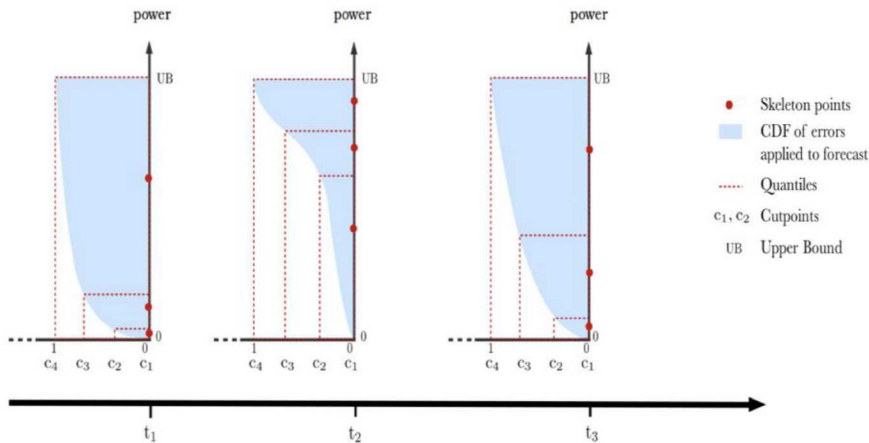 power power power
UB UB UB
Skeleton points
CDF of errors
applied to forecast
Quantiles
c₁, c₂ Cutpoints
UB Upper Bound
0 0 0
1 0 1 0 1 0
c₄ c₃ c₂ c₁ c₄ c₃ c₂ c₁ c₄ c₃ c₂ c₁
t₁ t₂ t₃